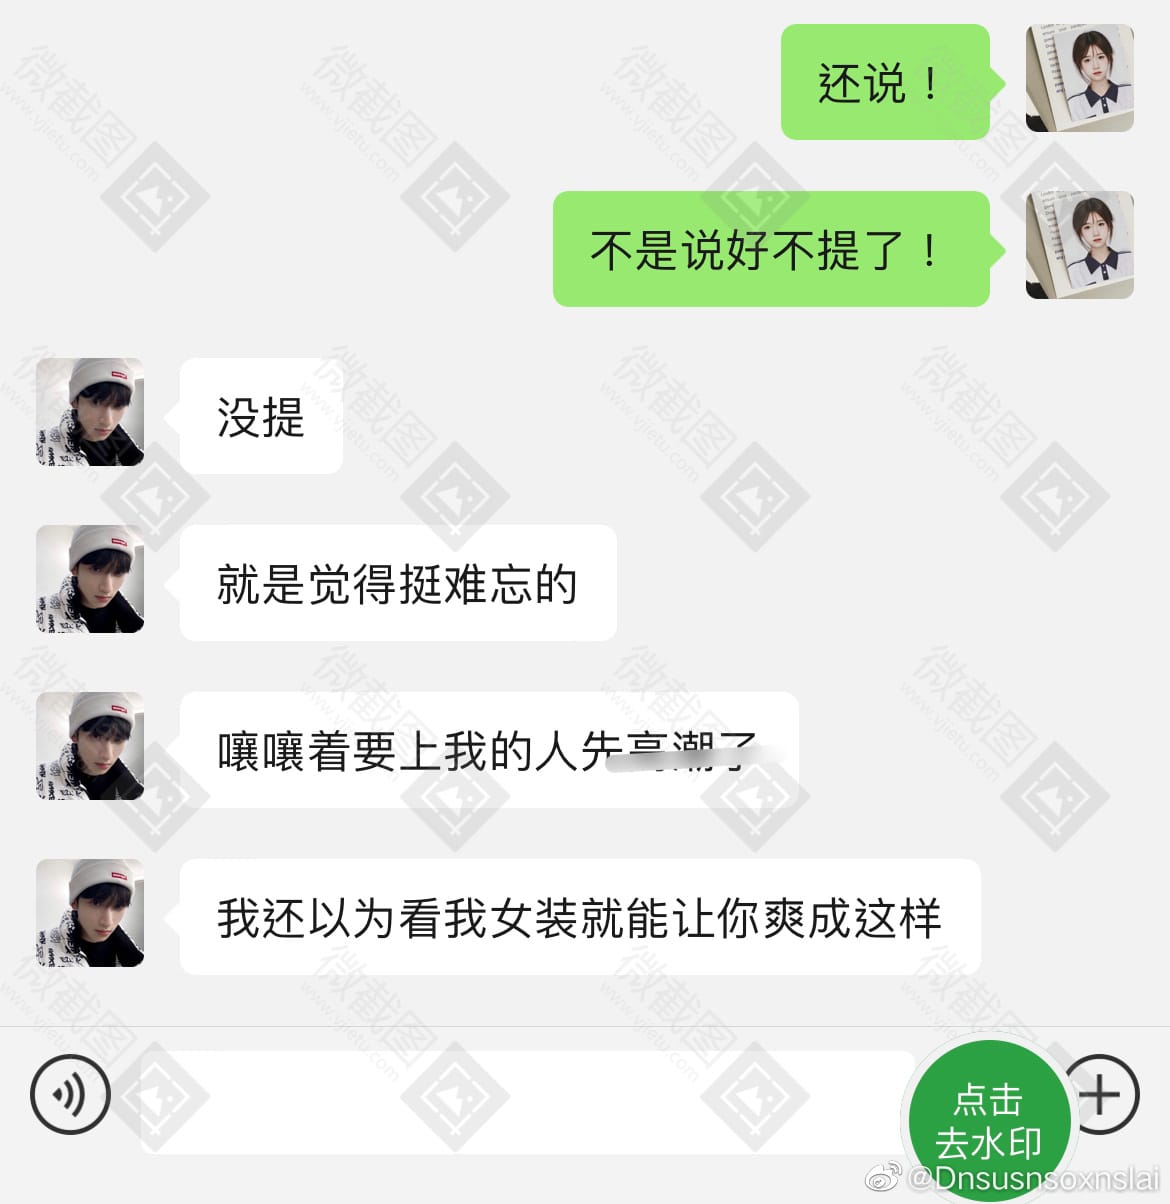 还说！
不是说好不提了！
没提
就是觉得挺难忘的
嚷嚷着要上我的人先高潮了
我还以为看我女装就能让你爽成这样
点击
去水印
@Dnsusnsoxnslai
微截图
www.vjietu.com